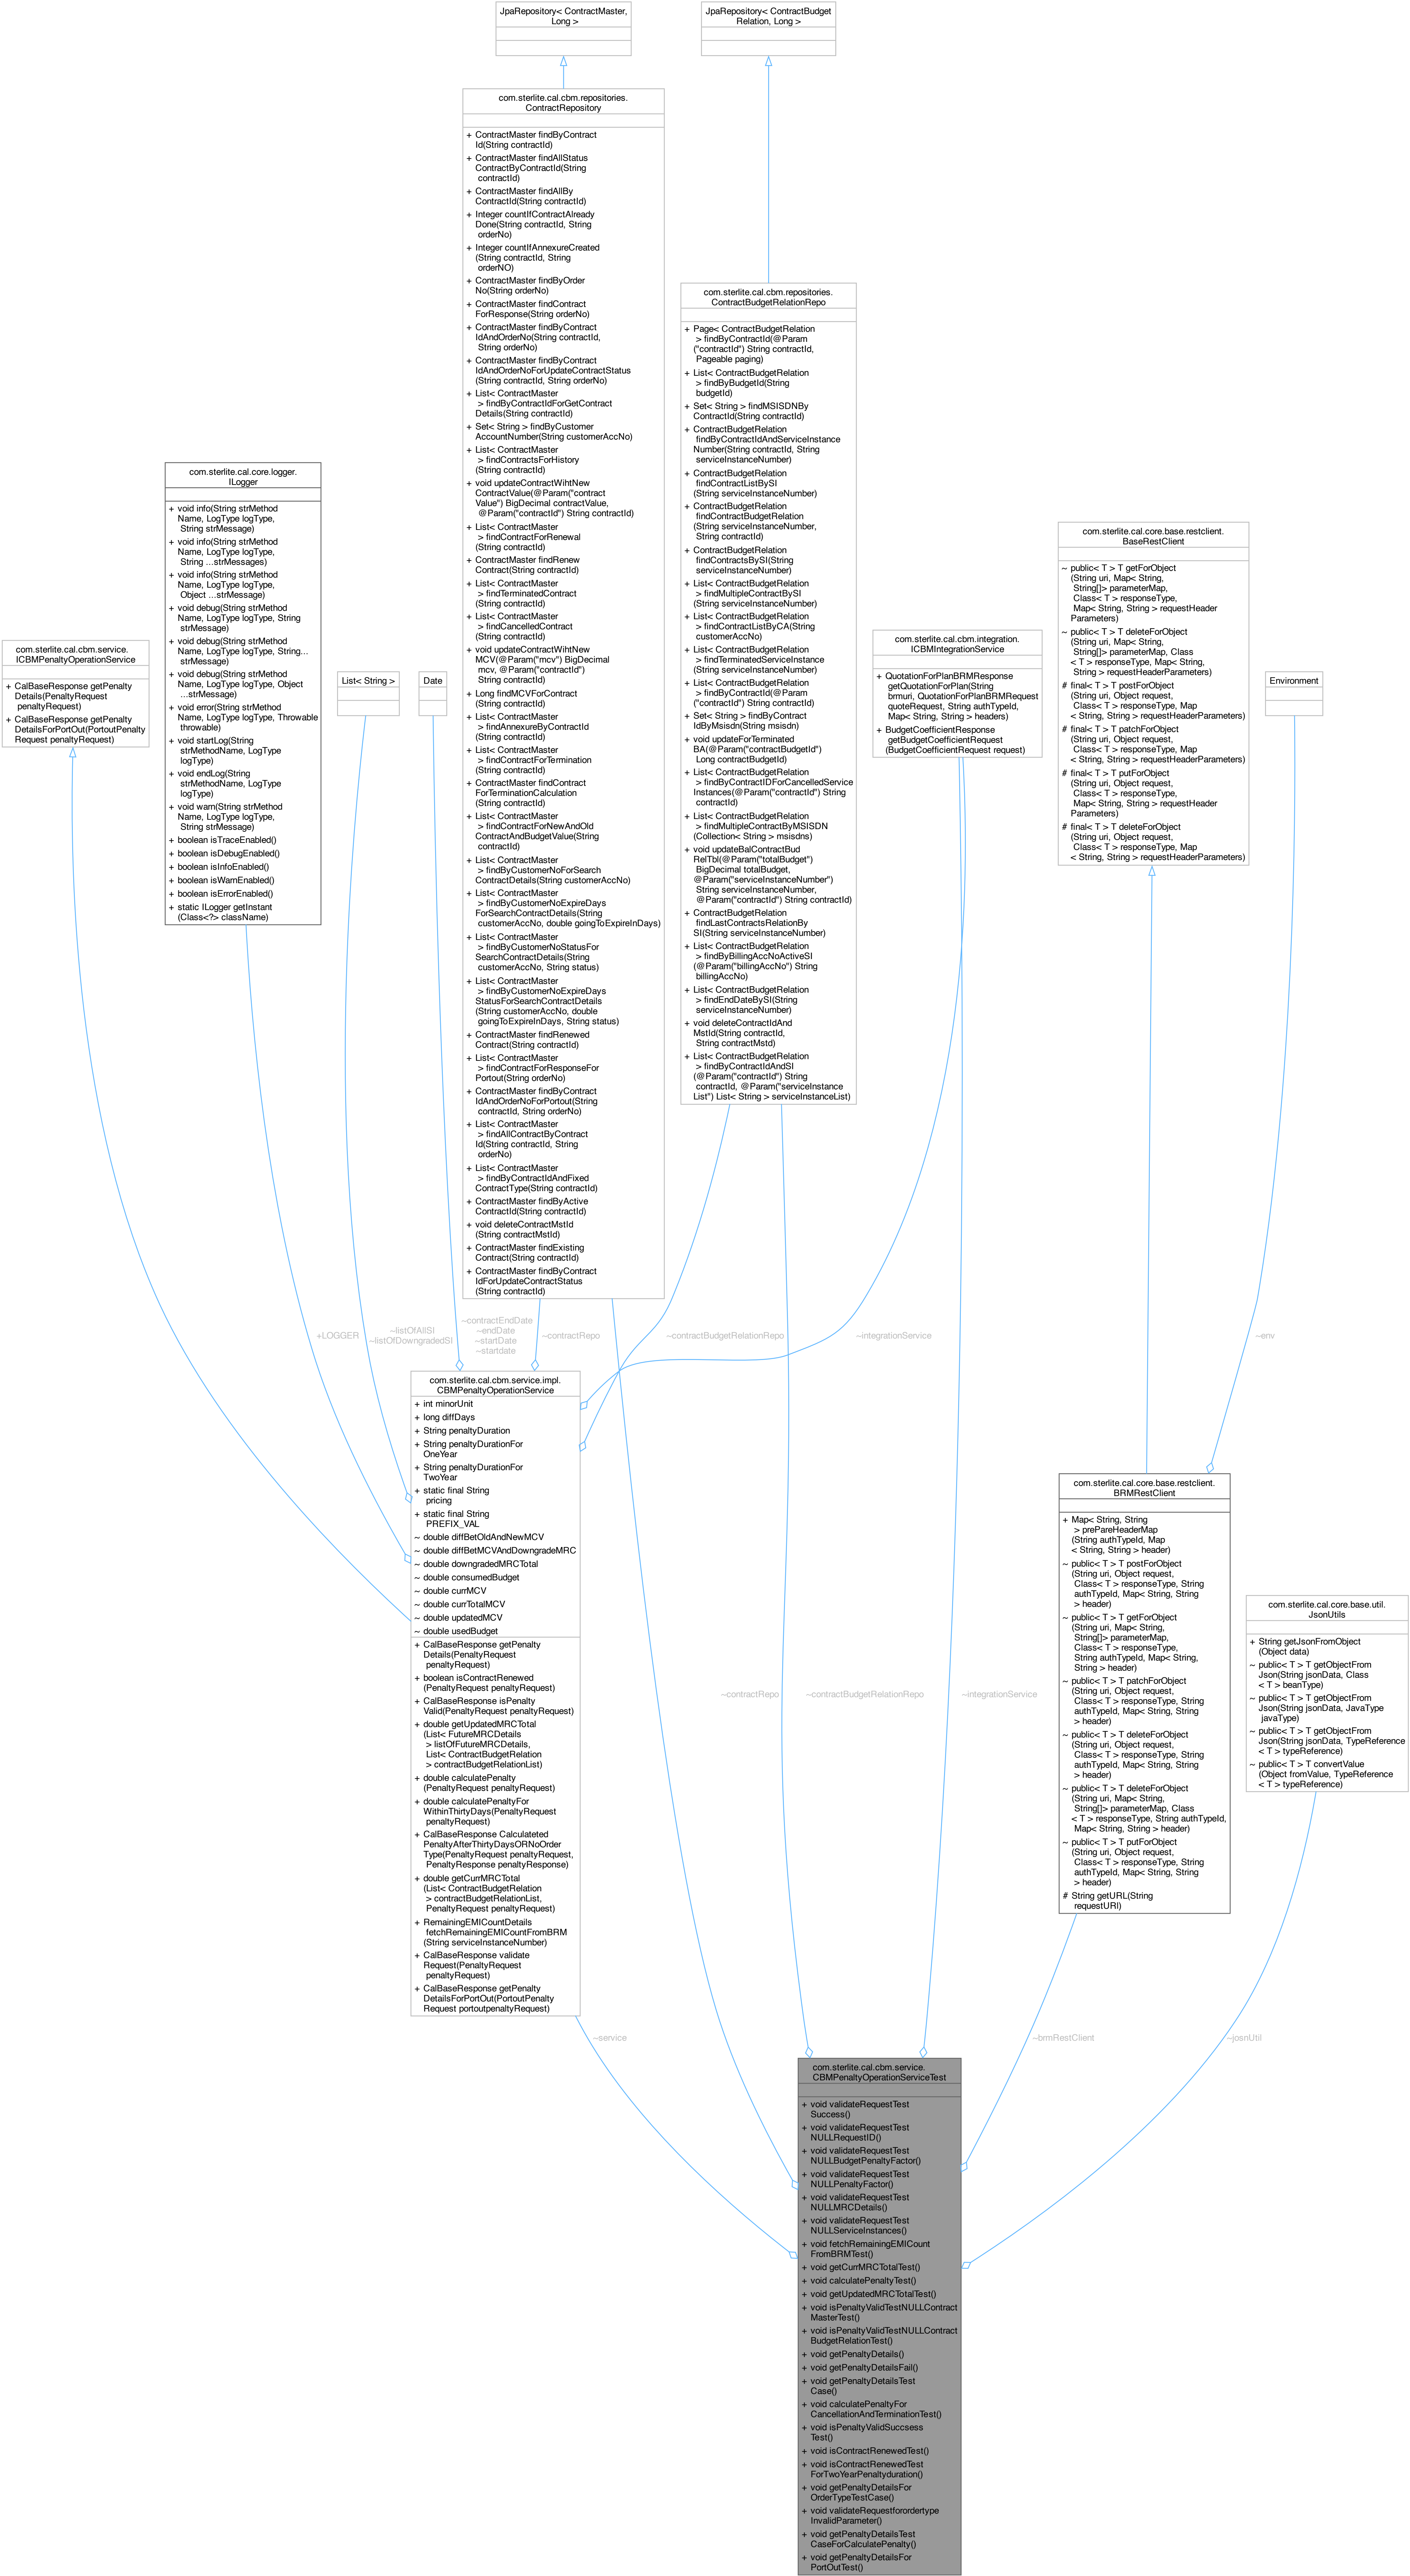 JpaRepository< ContractMaster,
Long >
JpaRepository< ContractBudget
Relation, Long >
com.sterlite.cal.cbm.repositories.
ContractRepository
+ ContractMaster findByContract
Id(String contractId)
+ ContractMaster findAllStatus
ContractByContractId(String
contractId)
+ ContractMaster findAllBy
ContractId(String contractId)
+ Integer countIfContractAlready
Done(String contractId, String
orderNo)
+ Integer countIfAnnexureCreated
(String contractId, String
orderNO)
+ ContractMaster findByOrder
No(String orderNo)
+ ContractMaster findContract
ForResponse(String orderNo)
+ ContractMaster findByContract
IdAndOrderNo(String contractId,
String orderNo)
+ ContractMaster findByContract
IdAndOrderNoForUpdateContractStatus
(String contractId, String orderNo)
+ List< ContractMaster
> findByContractIdForGetContract
Details(String contractId)
+ Set< String > findByCustomer
AccountNumber(String customerAccNo)
+ List< ContractMaster
> findContractsForHistory
(String contractId)
+ void updateContractWihtNew
ContractValue(@Param("contract
Value") BigDecimal contractValue,
@Param("contractId") String contractId)
+ List< ContractMaster
> findContractForRenewal
(String contractId)
+ ContractMaster findRenew
Contract(String contractId)
+ List< ContractMaster
> findTerminatedContract
(String contractId)
+ List< ContractMaster
> findCancelledContract
(String contractId)
+ void updateContractWihtNew
MCV(@Param("mcv") BigDecimal
mcv, @Param("contractId")
String contractId)
+ Long findMCVForContract
(String contractId)
+ List< ContractMaster
> findAnnexureByContractId
(String contractId)
+ List< ContractMaster
> findContractForTermination
(String contractId)
+ ContractMaster findContract
ForTerminationCalculation
(String contractId)
+ List< ContractMaster
> findContractForNewAndOld
ContractAndBudgetValue(String
contractId)
+ List< ContractMaster
> findByCustomerNoForSearch
ContractDetails(String customerAccNo)
+ List< ContractMaster
> findByCustomerNoExpireDays
ForSearchContractDetails(String
customerAccNo, double goingToExpireInDays)
+ List< ContractMaster
> findByCustomerNoStatusFor
SearchContractDetails(String
customerAccNo, String status)
+ List< ContractMaster
> findByCustomerNoExpireDays
StatusForSearchContractDetails
(String customerAccNo, double
goingToExpireInDays, String status)
+ ContractMaster findRenewed
Contract(String contractId)
+ List< ContractMaster
> findContractForResponseFor
Portout(String orderNo)
+ ContractMaster findByContract
IdAndOrderNoForPortout(String
contractId, String orderNo)
+ List< ContractMaster
> findAllContractByContract
Id(String contractId, String
orderNo)
+ List< ContractMaster
> findByContractIdAndFixed
ContractType(String contractId)
+ ContractMaster findByActive
ContractId(String contractId)
+ void deleteContractMstId
(String contractMstId)
+ ContractMaster findExisting
Contract(String contractId)
+ ContractMaster findByContract
IdForUpdateContractStatus
(String contractId)
com.sterlite.cal.cbm.repositories.
ContractBudgetRelationRepo
+ Page< ContractBudgetRelation
> findByContractId(@Param
("contractId") String contractId,
Pageable paging)
+ List< ContractBudgetRelation
> findByBudgetId(String
budgetId)
+ Set< String > findMSISDNBy
ContractId(String contractId)
+ ContractBudgetRelation
findByContractIdAndServiceInstance
Number(String contractId, String
serviceInstanceNumber)
+ ContractBudgetRelation
findContractListBySI
(String serviceInstanceNumber)
+ ContractBudgetRelation
findContractBudgetRelation
(String serviceInstanceNumber,
String contractId)
+ ContractBudgetRelation
findContractsBySI(String
serviceInstanceNumber)
+ List< ContractBudgetRelation
> findMultipleContractBySI
(String serviceInstanceNumber)
+ List< ContractBudgetRelation
> findContractListByCA(String
customerAccNo)
+ List< ContractBudgetRelation
> findTerminatedServiceInstance
(String serviceInstanceNumber)
+ List< ContractBudgetRelation
> findByContractId(@Param
("contractId") String contractId)
+ Set< String > findByContract
IdByMsisdn(String msisdn)
+ void updateForTerminated
BA(@Param("contractBudgetId")
Long contractBudgetId)
+ List< ContractBudgetRelation
> findByContractIDForCancelledService
Instances(@Param("contractId") String
contractId)
+ List< ContractBudgetRelation
> findMultipleContractByMSISDN
(Collection< String > msisdns)
+ void updateBalContractBud
RelTbl(@Param("totalBudget")
BigDecimal totalBudget,
@Param("serviceInstanceNumber")
String serviceInstanceNumber,
@Param("contractId") String contractId)
+ ContractBudgetRelation
findLastContractsRelationBy
SI(String serviceInstanceNumber)
+ List< ContractBudgetRelation
> findByBillingAccNoActiveSI
(@Param("billingAccNo") String
billingAccNo)
+ List< ContractBudgetRelation
> findEndDateBySI(String
serviceInstanceNumber)
+ void deleteContractIdAnd
MstId(String contractId,
String contractMstd)
+ List< ContractBudgetRelation
> findByContractIdAndSI
(@Param("contractId") String
contractId, @Param("serviceInstance
List") List< String > serviceInstanceList)
com.sterlite.cal.core.logger.
ILogger
+ void info(String strMethod
Name, LogType logType,
String strMessage)
+ void info(String strMethod
Name, LogType logType,
String ...strMessages)
+ void info(String strMethod
Name, LogType logType,
Object ...strMessage)
+ void debug(String strMethod
Name, LogType logType, String
strMessage)
+ void debug(String strMethod
Name, LogType logType, String...
strMessage)
+ void debug(String strMethod
Name, LogType logType, Object
...strMessage)
+ void error(String strMethod
Name, LogType logType, Throwable
throwable)
+ void startLog(String
strMethodName, LogType
logType)
+ void endLog(String
strMethodName, LogType
logType)
+ void warn(String strMethod
Name, LogType logType,
String strMessage)
+ boolean isTraceEnabled()
+ boolean isDebugEnabled()
+ boolean isInfoEnabled()
+ boolean isWarnEnabled()
+ boolean isErrorEnabled()
+ static ILogger getInstant
(Class<?> className)
com.sterlite.cal.cbm.service.
ICBMPenaltyOperationService
+ CalBaseResponse getPenalty
Details(PenaltyRequest
penaltyRequest)
+ CalBaseResponse getPenalty
DetailsForPortOut(PortoutPenalty
Request penaltyRequest)
List< String >
Date
com.sterlite.cal.cbm.integration.
ICBMIntegrationService
+ QuotationForPlanBRMResponse
getQuotationForPlan(String
brmuri, QuotationForPlanBRMRequest
quoteRequest, String authTypeId,
Map< String, String > headers)
+ BudgetCoefficientResponse
getBudgetCoefficientRequest
(BudgetCoefficientRequest request)
com.sterlite.cal.core.base.restclient.
BaseRestClient
~ public< T > T getForObject
(String uri, Map< String,
String[]> parameterMap,
Class< T > responseType,
Map< String, String > requestHeader
Parameters)
~ public< T > T deleteForObject
(String uri, Map< String,
String[]> parameterMap, Class
< T > responseType, Map< String,
String > requestHeaderParameters)
# final< T > T postForObject
(String uri, Object request,
Class< T > responseType, Map
< String, String > requestHeaderParameters)
# final< T > T patchForObject
(String uri, Object request,
Class< T > responseType, Map
< String, String > requestHeaderParameters)
# final< T > T putForObject
(String uri, Object request,
Class< T > responseType,
Map< String, String > requestHeader
Parameters)
# final< T > T deleteForObject
(String uri, Object request,
Class< T > responseType, Map
< String, String > requestHeaderParameters)
Environment
+LOGGER
~listOfAllSI
~listOfDowngradedSI
~contractEndDate
~endDate
~startDate
~startdate
~contractRepo
~contractBudgetRelationRepo
~integrationService
~env
com.sterlite.cal.cbm.service.impl.
CBMPenaltyOperationService
+ int minorUnit
+ long diffDays
+ String penaltyDuration
+ String penaltyDurationFor
OneYear
+ String penaltyDurationFor
TwoYear
+ static final String
pricing
+ static final String
PREFIX_VAL
~ double diffBetOldAndNewMCV
~ double diffBetMCVAndDowngradeMRC
~ double downgradedMRCTotal
~ double consumedBudget
~ double currMCV
~ double currTotalMCV
~ double updatedMCV
~ double usedBudget
+ CalBaseResponse getPenalty
Details(PenaltyRequest
penaltyRequest)
+ boolean isContractRenewed
(PenaltyRequest penaltyRequest)
+ CalBaseResponse isPenalty
Valid(PenaltyRequest penaltyRequest)
+ double getUpdatedMRCTotal
(List< FutureMRCDetails
> listOfFutureMRCDetails,
List< ContractBudgetRelation
> contractBudgetRelationList)
+ double calculatePenalty
(PenaltyRequest penaltyRequest)
+ double calculatePenaltyFor
WithinThirtyDays(PenaltyRequest
penaltyRequest)
+ CalBaseResponse Calculateted
PenaltyAfterThirtyDaysORNoOrder
Type(PenaltyRequest penaltyRequest,
PenaltyResponse penaltyResponse)
+ double getCurrMRCTotal
(List< ContractBudgetRelation
> contractBudgetRelationList,
PenaltyRequest penaltyRequest)
+ RemainingEMICountDetails
fetchRemainingEMICountFromBRM
(String serviceInstanceNumber)
+ CalBaseResponse validate
Request(PenaltyRequest
penaltyRequest)
+ CalBaseResponse getPenalty
DetailsForPortOut(PortoutPenalty
Request portoutpenaltyRequest)
com.sterlite.cal.core.base.restclient.
BRMRestClient
+ Map< String, String
> prePareHeaderMap
(String authTypeId, Map
< String, String > header)
~ public< T > T postForObject
(String uri, Object request,
Class< T > responseType, String
authTypeId, Map< String, String
> header)
~ public< T > T getForObject
(String uri, Map< String,
String[]> parameterMap,
Class< T > responseType,
String authTypeId, Map< String,
String > header)
~ public< T > T patchForObject
(String uri, Object request,
Class< T > responseType, String
authTypeId, Map< String, String
> header)
~ public< T > T deleteForObject
(String uri, Object request,
Class< T > responseType, String
authTypeId, Map< String, String
> header)
~ public< T > T deleteForObject
(String uri, Map< String,
String[]> parameterMap, Class
< T > responseType, String authTypeId,
Map< String, String > header)
~ public< T > T putForObject
(String uri, Object request,
Class< T > responseType, String
authTypeId, Map< String, String
> header)
# String getURL(String
requestURI)
com.sterlite.cal.core.base.util.
JsonUtils
+ String getJsonFromObject
(Object data)
~ public< T > T getObjectFrom
Json(String jsonData, Class
< T > beanType)
~ public< T > T getObjectFrom
Json(String jsonData, JavaType
javaType)
~ public< T > T getObjectFrom
Json(String jsonData, TypeReference
< T > typeReference)
~ public< T > T convertValue
(Object fromValue, TypeReference
< T > typeReference)
~contractRepo
~contractBudgetRelationRepo
~integrationService
~service
~brmRestClient
~josnUtil
com.sterlite.cal.cbm.service.
CBMPenaltyOperationServiceTest
+ void validateRequestTest
Success()
+ void validateRequestTest
NULLRequestID()
+ void validateRequestTest
NULLBudgetPenaltyFactor()
+ void validateRequestTest
NULLPenaltyFactor()
+ void validateRequestTest
NULLMRCDetails()
+ void validateRequestTest
NULLServiceInstances()
+ void fetchRemainingEMICount
FromBRMTest()
+ void getCurrMRCTotalTest()
+ void calculatePenaltyTest()
+ void getUpdatedMRCTotalTest()
+ void isPenaltyValidTestNULLContract
MasterTest()
+ void isPenaltyValidTestNULLContract
BudgetRelationTest()
+ void getPenaltyDetails()
+ void getPenaltyDetailsFail()
+ void getPenaltyDetailsTest
Case()
+ void calculatePenaltyFor
CancellationAndTerminationTest()
+ void isPenaltyValidSuccsess
Test()
+ void isContractRenewedTest()
+ void isContractRenewedTest
ForTwoYearPenaltyduration()
+ void getPenaltyDetailsFor
OrderTypeTestCase()
+ void validateRequestforordertype
InvalidParameter()
+ void getPenaltyDetailsTest
CaseForCalculatePenalty()
+ void getPenaltyDetailsFor
PortOutTest()